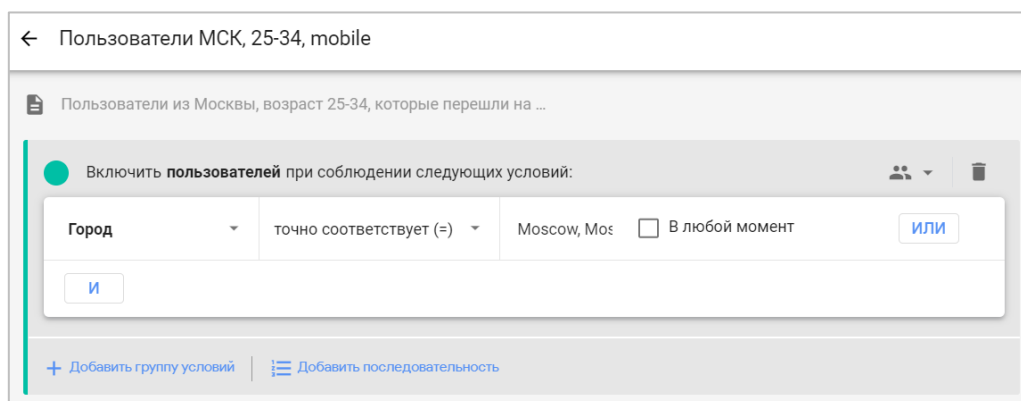 Пользователи МСК, 25-34, mobile
Пользователи из Москвы, возраст 25-34, которые перешли на ...
Включить пользователей при соблюдении следующих условий:
Город точно соответствует (=) Moscow, Mos В любой момент ИЛИ
И
Добавить группу условий Добавить последовательность